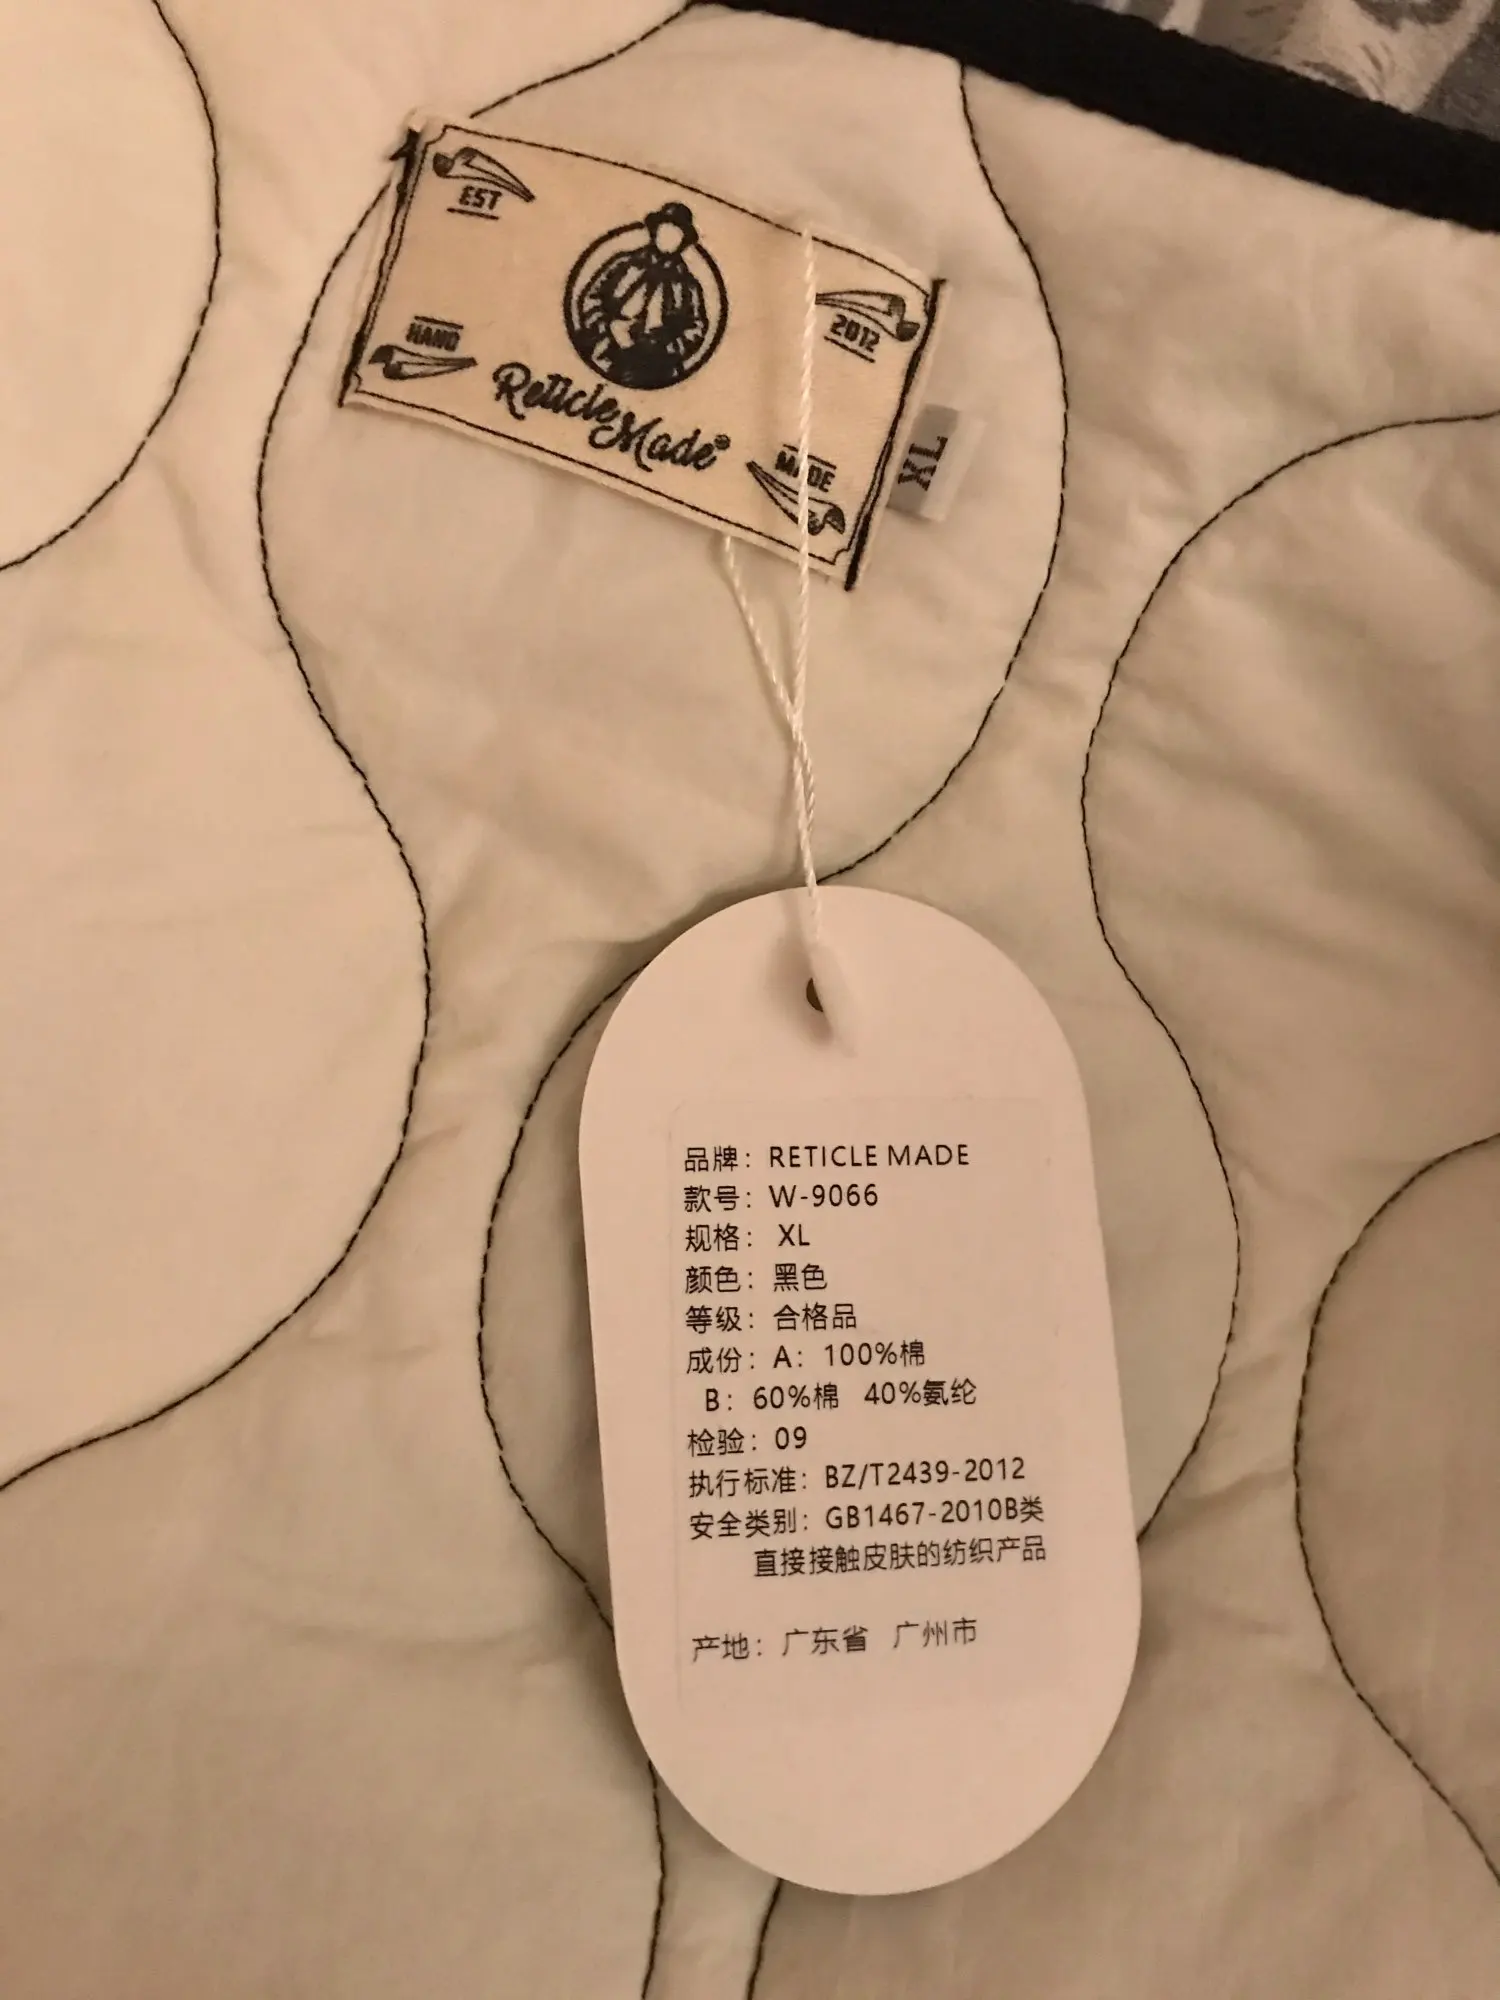 EST
2012
HAND
Reticle Made®
MADE
XL
品牌：RETICLE MADE
款号：W-9066
规格：XL
颜色：黑色
等级：合格品
成份：A：100%棉
B：60%棉 40%氨纶
检验：09
执行标准：BZ/T2439-2012
安全类别：GB1467-2010B类
直接接触皮肤的纺织产品
产地：广东省 广州市